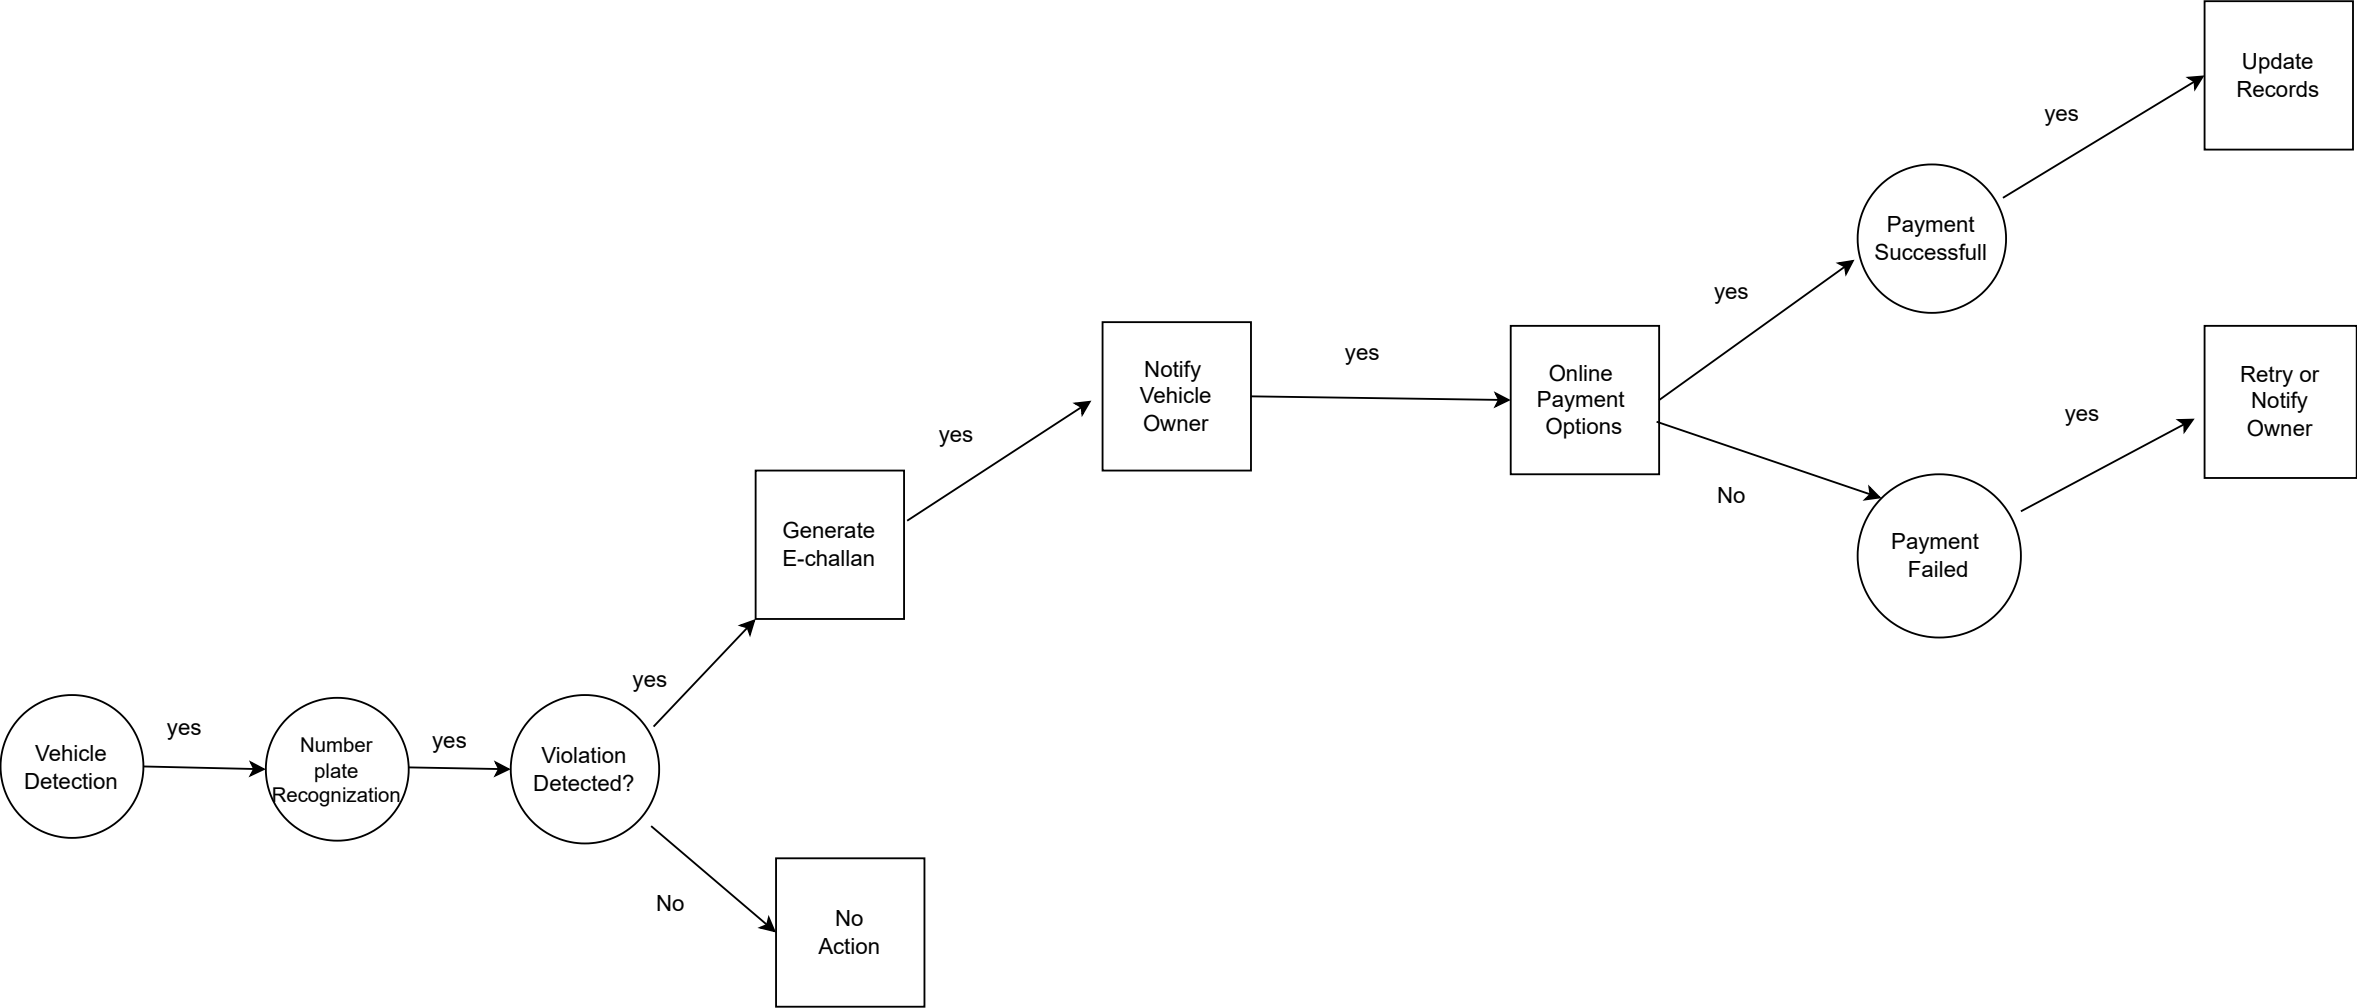 Vehicle
Detection
yes
Number
plate
Recognization
yes
Violation
Detected?
yes
No
Generate
E-challan
No
Action
yes
Notify
Vehicle
Owner
yes
Online
Payment
Options
yes
No
Payment
Successfull
Payment
Failed
yes
yes
Update
Records
Retry or
Notify
Owner